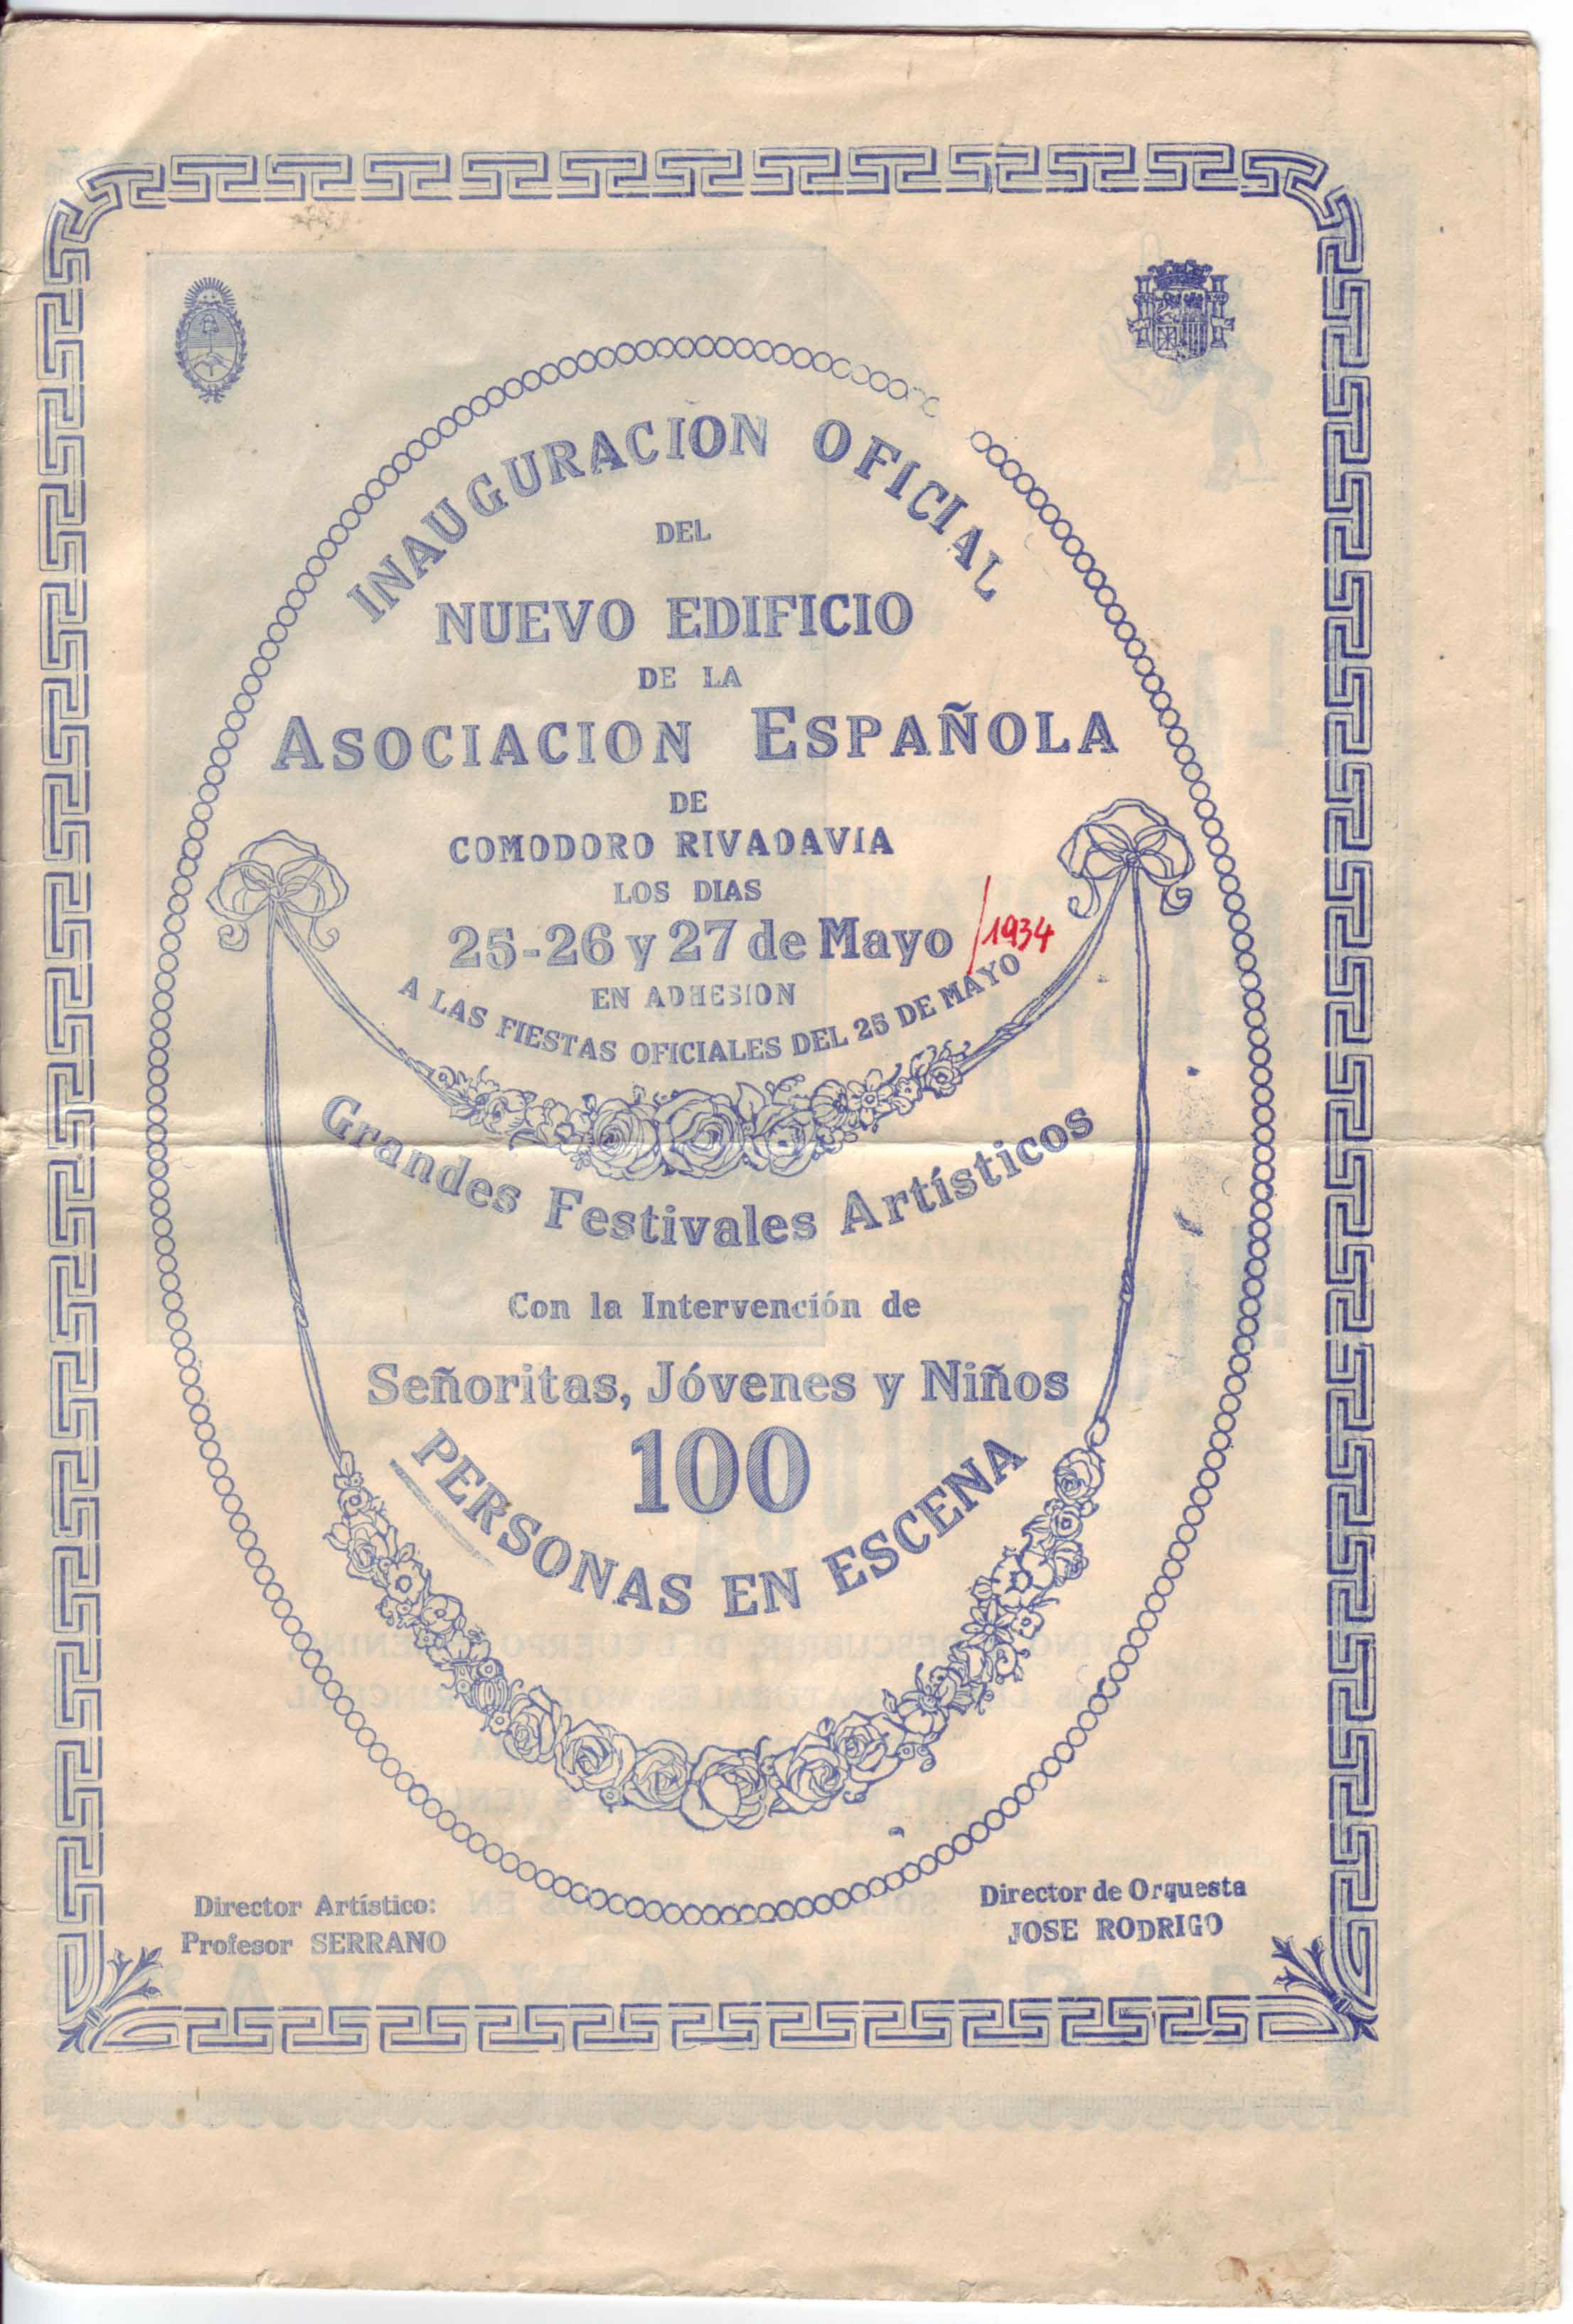 INAUGURACION OFICIAL
DEL
NUEVO EDIFICIO
DE LA
ASOCIACION ESPAÑOLA
DE
COMODORO RIVADAVIA
LOS DIAS
25-26 y 27 de Mayo /1934
EN ADHESION
A LAS FIESTAS OFICIALES DEL 25 DE MAYO
Grandes Festivales Artísticos
Con la Intervención de
Señoritas, Jóvenes y Niños
100
PERSONAS EN ESCENA
Director Artístico:
Profesor SERRANO
Director de Orquesta
JOSE RODRIGO